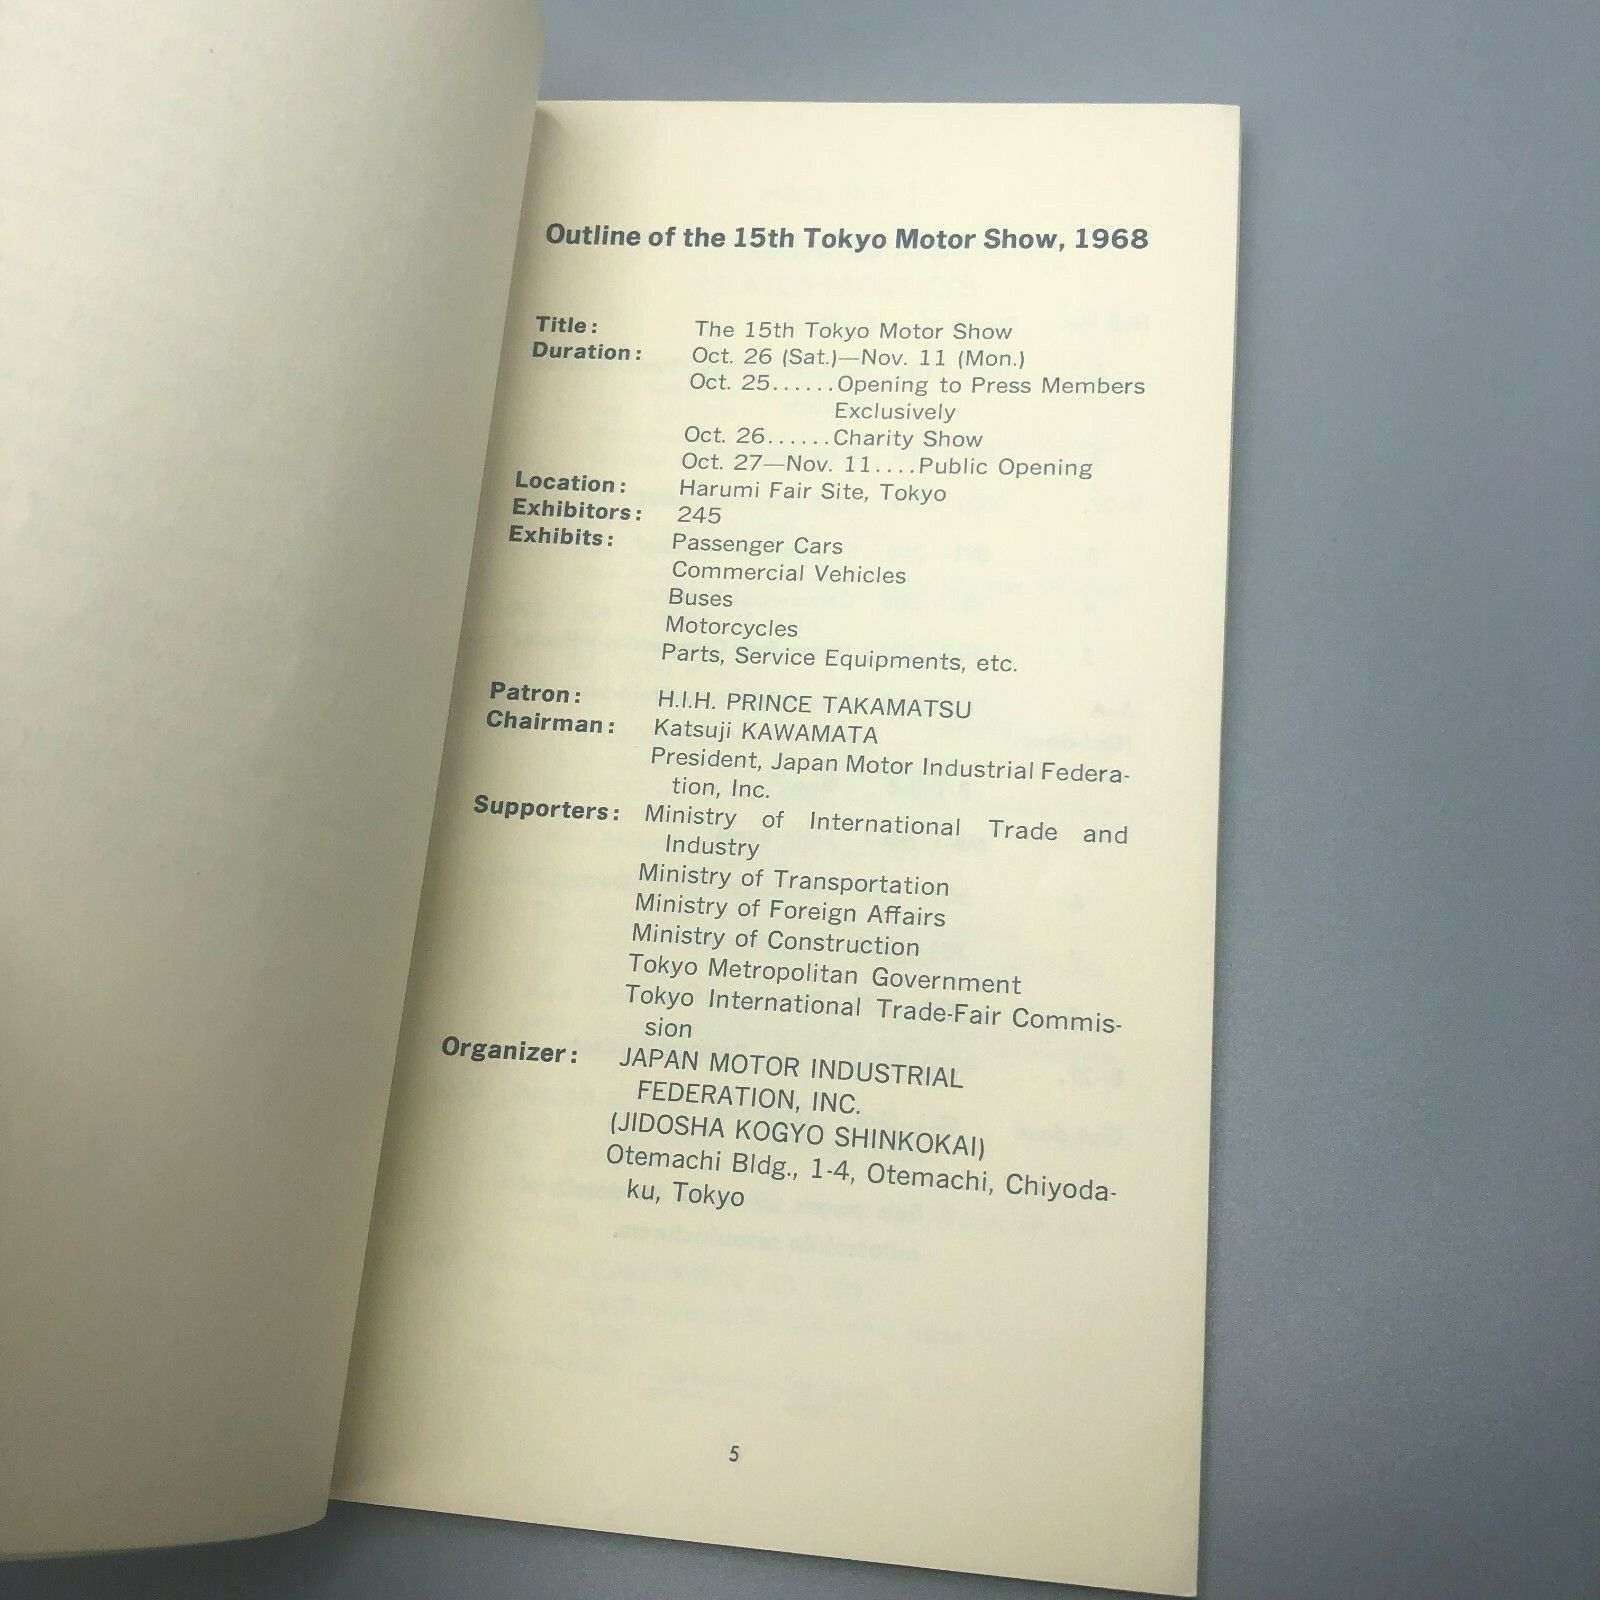 Outline of the 15th Tokyo Motor Show, 1968
Title: The 15th Tokyo Motor Show
Duration: Oct. 26 (Sat.)—Nov. 11 (Mon.)
Oct. 25......Opening to Press Members
Exclusively
Oct. 26......Charity Show
Oct. 27—Nov. 11....Public Opening
Location: Harumi Fair Site, Tokyo
Exhibitors: 245
Exhibits: Passenger Cars
Commercial Vehicles
Buses
Motorcycles
Parts, Service Equipments, etc.
Patron: H.I.H. PRINCE TAKAMATSU
Chairman: Katsuji KAWAMATA
President, Japan Motor Industrial Federa-
tion, Inc.
Supporters: Ministry of International Trade and
Industry
Ministry of Transportation
Ministry of Foreign Affairs
Ministry of Construction
Tokyo Metropolitan Government
Tokyo International Trade-Fair Commis-
sion
Organizer: JAPAN MOTOR INDUSTRIAL
FEDERATION, INC.
(JIDOSHA KOGYO SHINKOKAI)
Otemachi Bldg., 1-4, Otemachi, Chiyoda-
ku, Tokyo
5